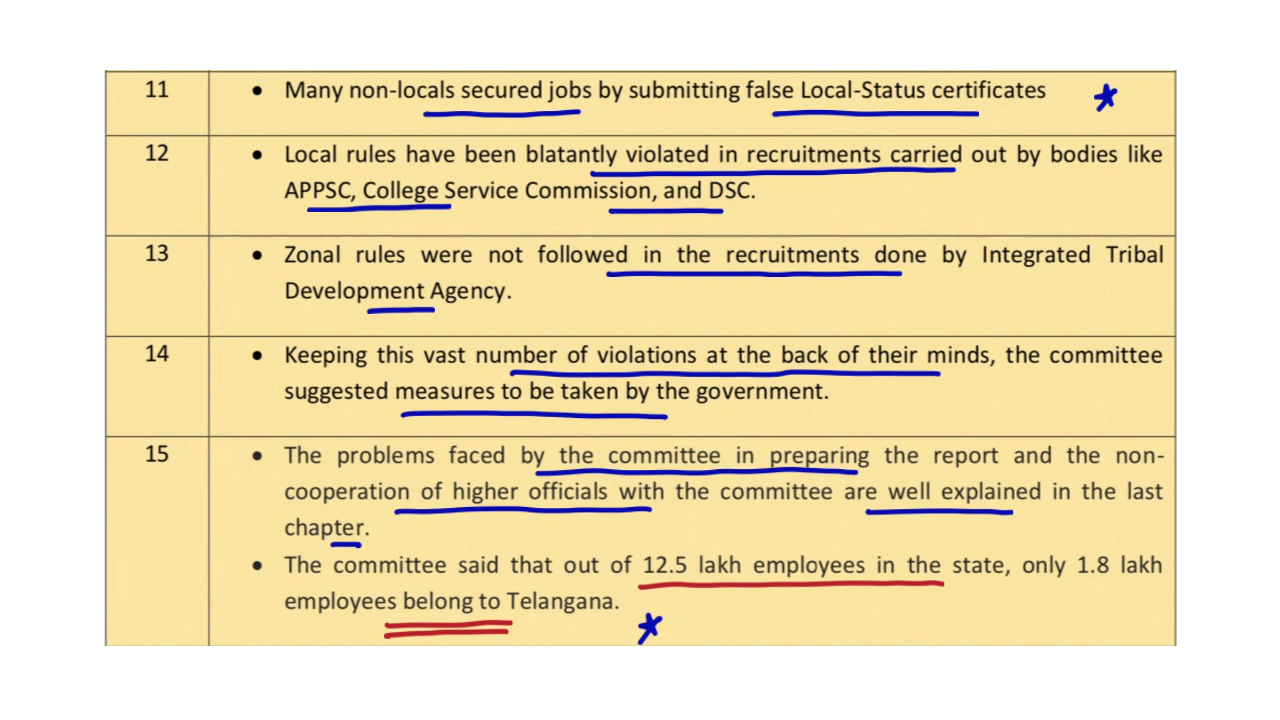 11 • Many non-locals secured jobs by submitting false Local-Status certificates
12 • Local rules have been blatantly violated in recruitments carried out by bodies like
APPSC, College Service Commission, and DSC.
13 • Zonal rules were not followed in the recruitments done by Integrated Tribal
Development Agency.
14 • Keeping this vast number of violations at the back of their minds, the committee
suggested measures to be taken by the government.
15 • The problems faced by the committee in preparing the report and the non-
cooperation of higher officials with the committee are well explained in the last
chapter.
• The committee said that out of 12.5 lakh employees in the state, only 1.8 lakh
employees belong to Telangana.